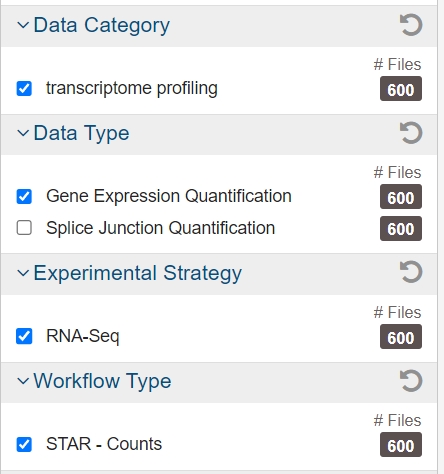 Data Category
# Files
transcriptome profiling 600
Data Type
# Files
Gene Expression Quantification 600
Splice Junction Quantification 600
Experimental Strategy
# Files
RNA-Seq 600
Workflow Type
# Files
STAR - Counts 600